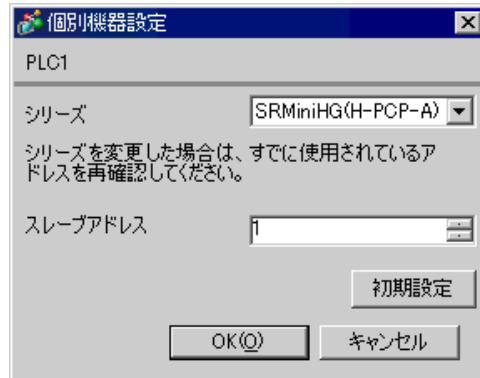 個別機器設定
PLC1
シリーズ
SRMiniHG(H-PCP-A)
シリーズを変更した場合は、すでに使用されているア
ドレスを再確認してください。
スレーブアドレス
1
初期設定
OK(O)
キャンセル